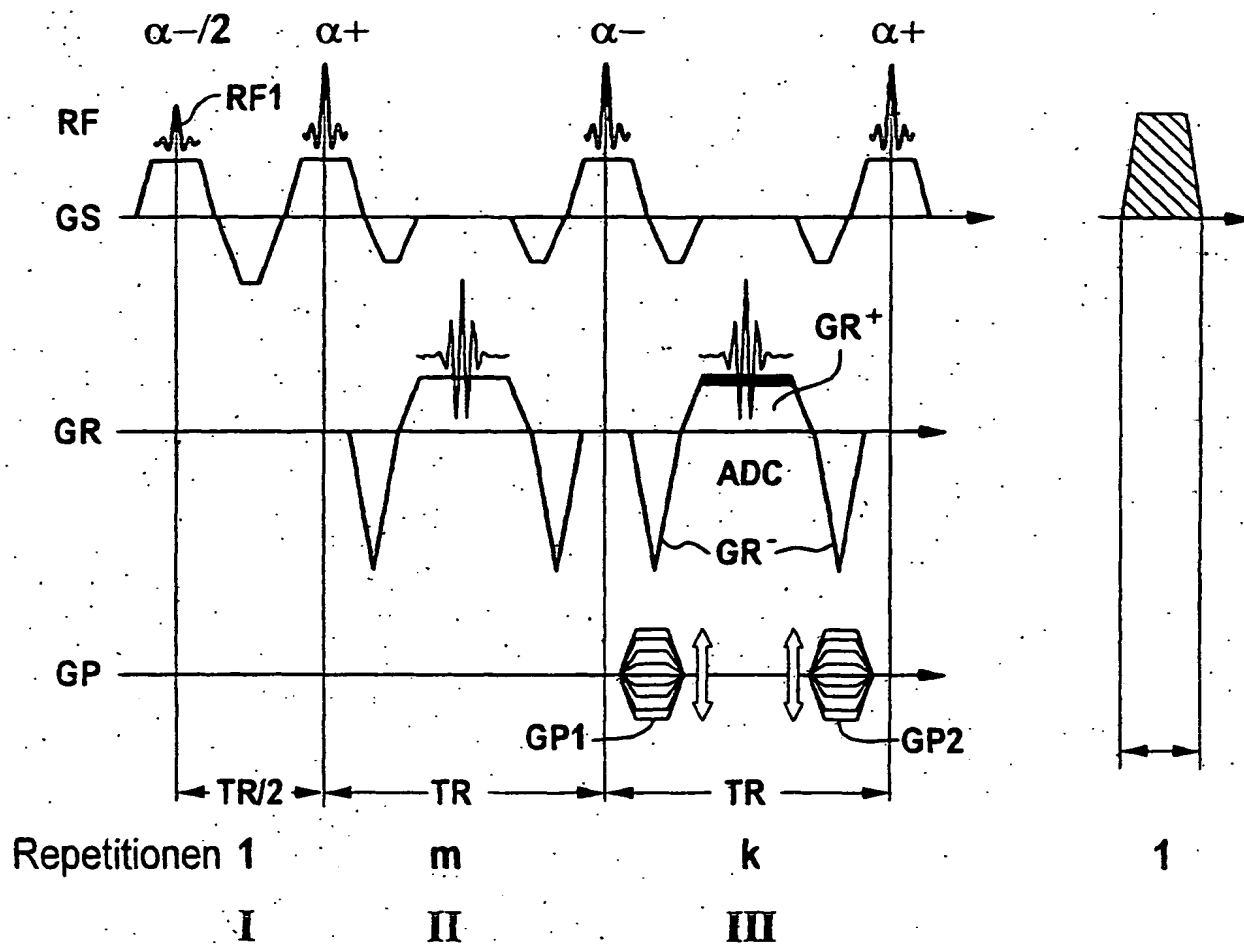 α−/2 α+ α− α+
RF1
RF
GS
GR⁺
GR
ADC
GR⁻
GP
GP1 GP2
TR/2 TR TR
Repetitionen 1 m k 1
I II III